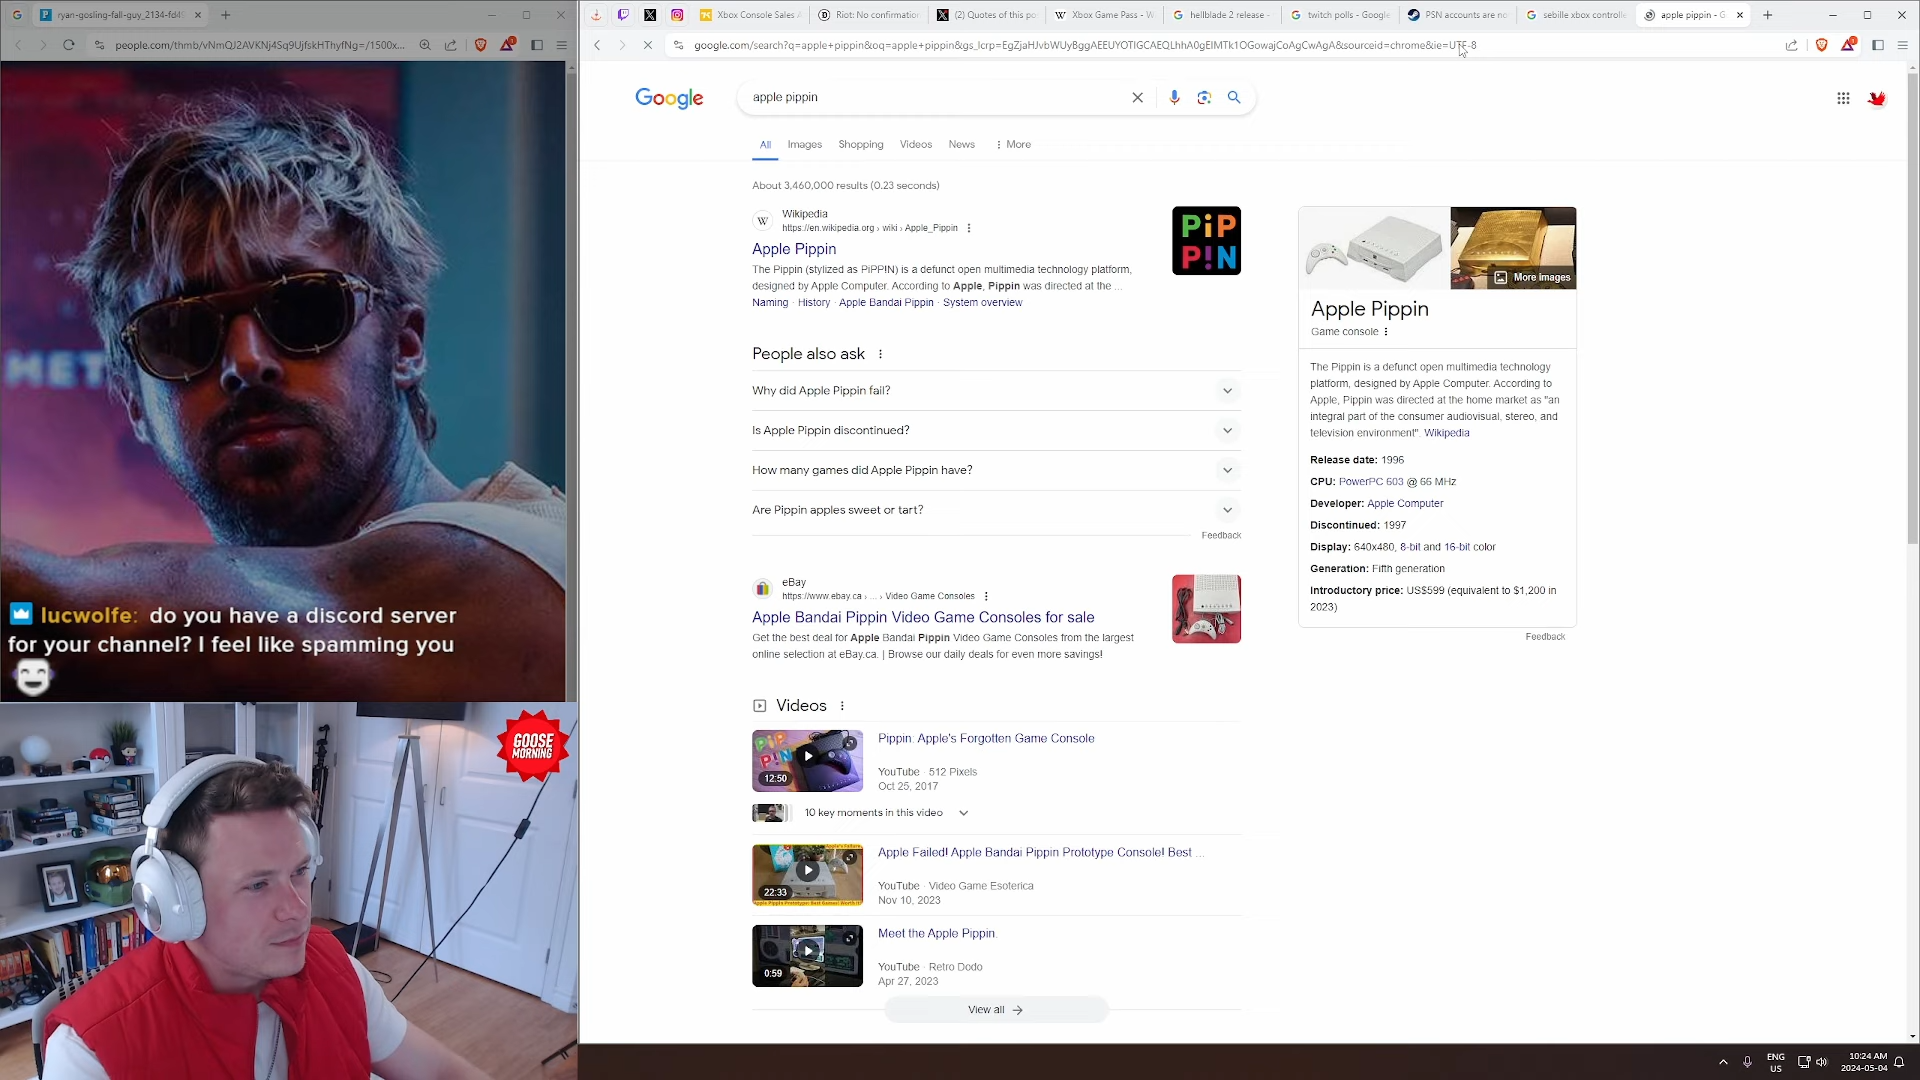 ryan-gosling-fall-guy_2134-fd4
people.com/thmb/vNmQJ2AVKNj4Sq9UjfskHThyfNg=/1500x...
Xbox Console Sales
Riot: No confirmation
(2) Quotes of this po
Xbox Game Pass - W
hellblade 2 release -
twitch polls - Google
PSN accounts are no
sebille xbox controlle
apple pippin - G
google.com/search?q=apple+pippin&oq=apple+pippin&gs_lcrp=EgZjaHJvbWUyBggAEEUYOTIGCAEQLhhA0gEIMTk1OGowajCoAgCwAgA&sourceid=chrome&ie=UTF-8
Google
apple pippin
All
Images
Shopping
Videos
News
More
About 3,460,000 results (0.23 seconds)
W
Wikipedia
https://en.wikipedia.org › wiki › Apple_Pippin
Apple Pippin
The Pippin (stylized as PiPP!N) is a defunct open multimedia technology platform,
designed by Apple Computer. According to Apple, Pippin was directed at the ...
Naming · History · Apple Bandai Pippin · System overview
PiP
P!N
People also ask
Why did Apple Pippin fail?
Is Apple Pippin discontinued?
How many games did Apple Pippin have?
Are Pippin apples sweet or tart?
Feedback
eBay
https://www.ebay.ca › ... › Video Game Consoles
Apple Bandai Pippin Video Game Consoles for sale
Get the best deal for Apple Bandai Pippin Video Game Consoles from the largest
online selection at eBay.ca. | Browse our daily deals for even more savings!
Videos
Pippin: Apple's Forgotten Game Console
12:50
YouTube · 512 Pixels
Oct 25, 2017
10 key moments in this video
Apple Failed! Apple Bandai Pippin Prototype Console! Best ...
22:33
YouTube · Video Game Esoterica
Nov 10, 2023
Meet the Apple Pippin.
0:59
YouTube · Retro Dodo
Apr 27, 2023
View all
More images
Apple Pippin
Game console
The Pippin is a defunct open multimedia technology
platform, designed by Apple Computer. According to
Apple, Pippin was directed at the home market as "an
integral part of the consumer audiovisual, stereo, and
television environment". Wikipedia
Release date: 1996
CPU: PowerPC 603 @ 66 MHz
Developer: Apple Computer
Discontinued: 1997
Display: 640x480, 8-bit and 16-bit color
Generation: Fifth generation
Introductory price: US$599 (equivalent to $1,200 in
2023)
Feedback
MET
lucwolfe: do you have a discord server
for your channel? I feel like spamming you
GOOSE
MORNING
ENG
US
10:24 AM
2024-05-04